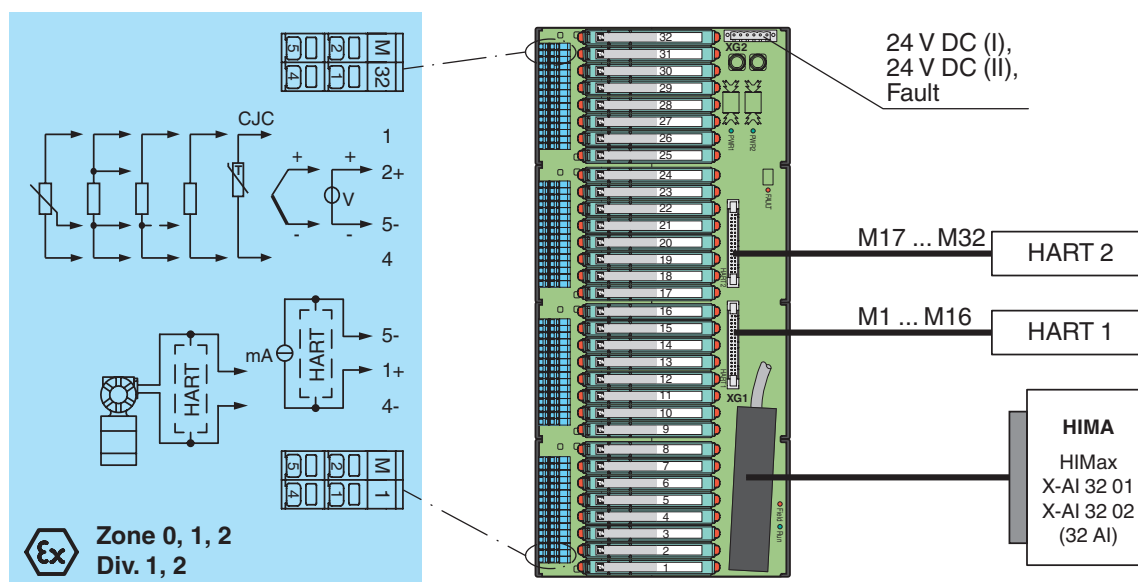 5 2 M
4 1 32
CJC
1
2+
5-
4
+ +
V
- -
mA
HART
HART
5-
1+
4-
5 2 M
4 1 1
Ex
Zone 0, 1, 2
Div. 1, 2
32
31
30
29
28
27
26
25
24
23
22
21
20
19
18
17
16
15
14
13
12
11
10
9
8
7
6
5
4
3
2
1
XG2
PWR1
PWR2
FAULT
HART2
HART1
XG1
Field
Run
24 V DC (I),
24 V DC (II),
Fault
M17 ... M32
HART 2
M1 ... M16
HART 1
HIMA
HIMax
X-AI 32 01
X-AI 32 02
(32 AI)